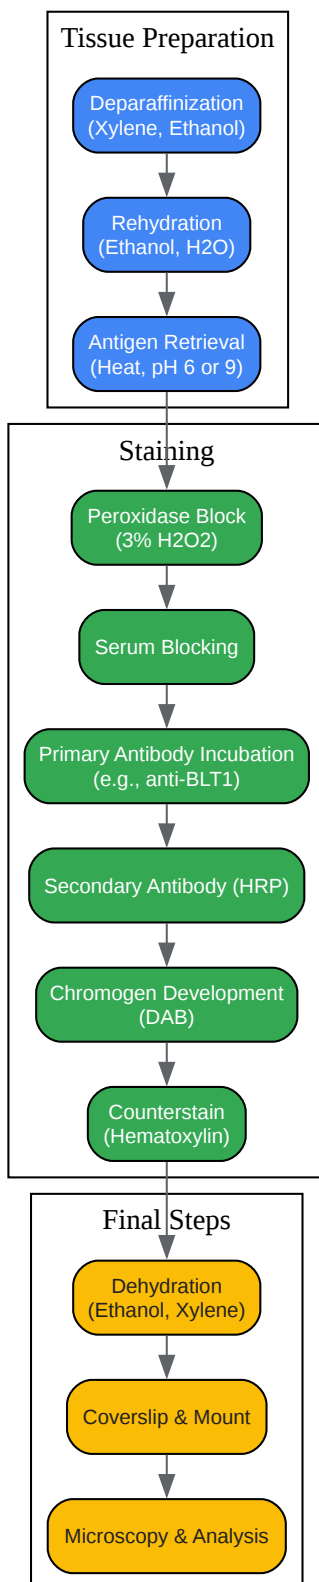 Tissue Preparation
Deparaffinization
(Xylene, Ethanol)
Rehydration
(Ethanol, H2O)
Antigen Retrieval
(Heat, pH 6 or 9)
Staining
Peroxidase Block
(3% H2O2)
Serum Blocking
Primary Antibody Incubation
(e.g., anti-BLT1)
Secondary Antibody (HRP)
Chromogen Development
(DAB)
Counterstain
(Hematoxylin)
Final Steps
Dehydration
(Ethanol, Xylene)
Coverslip & Mount
Microscopy & Analysis